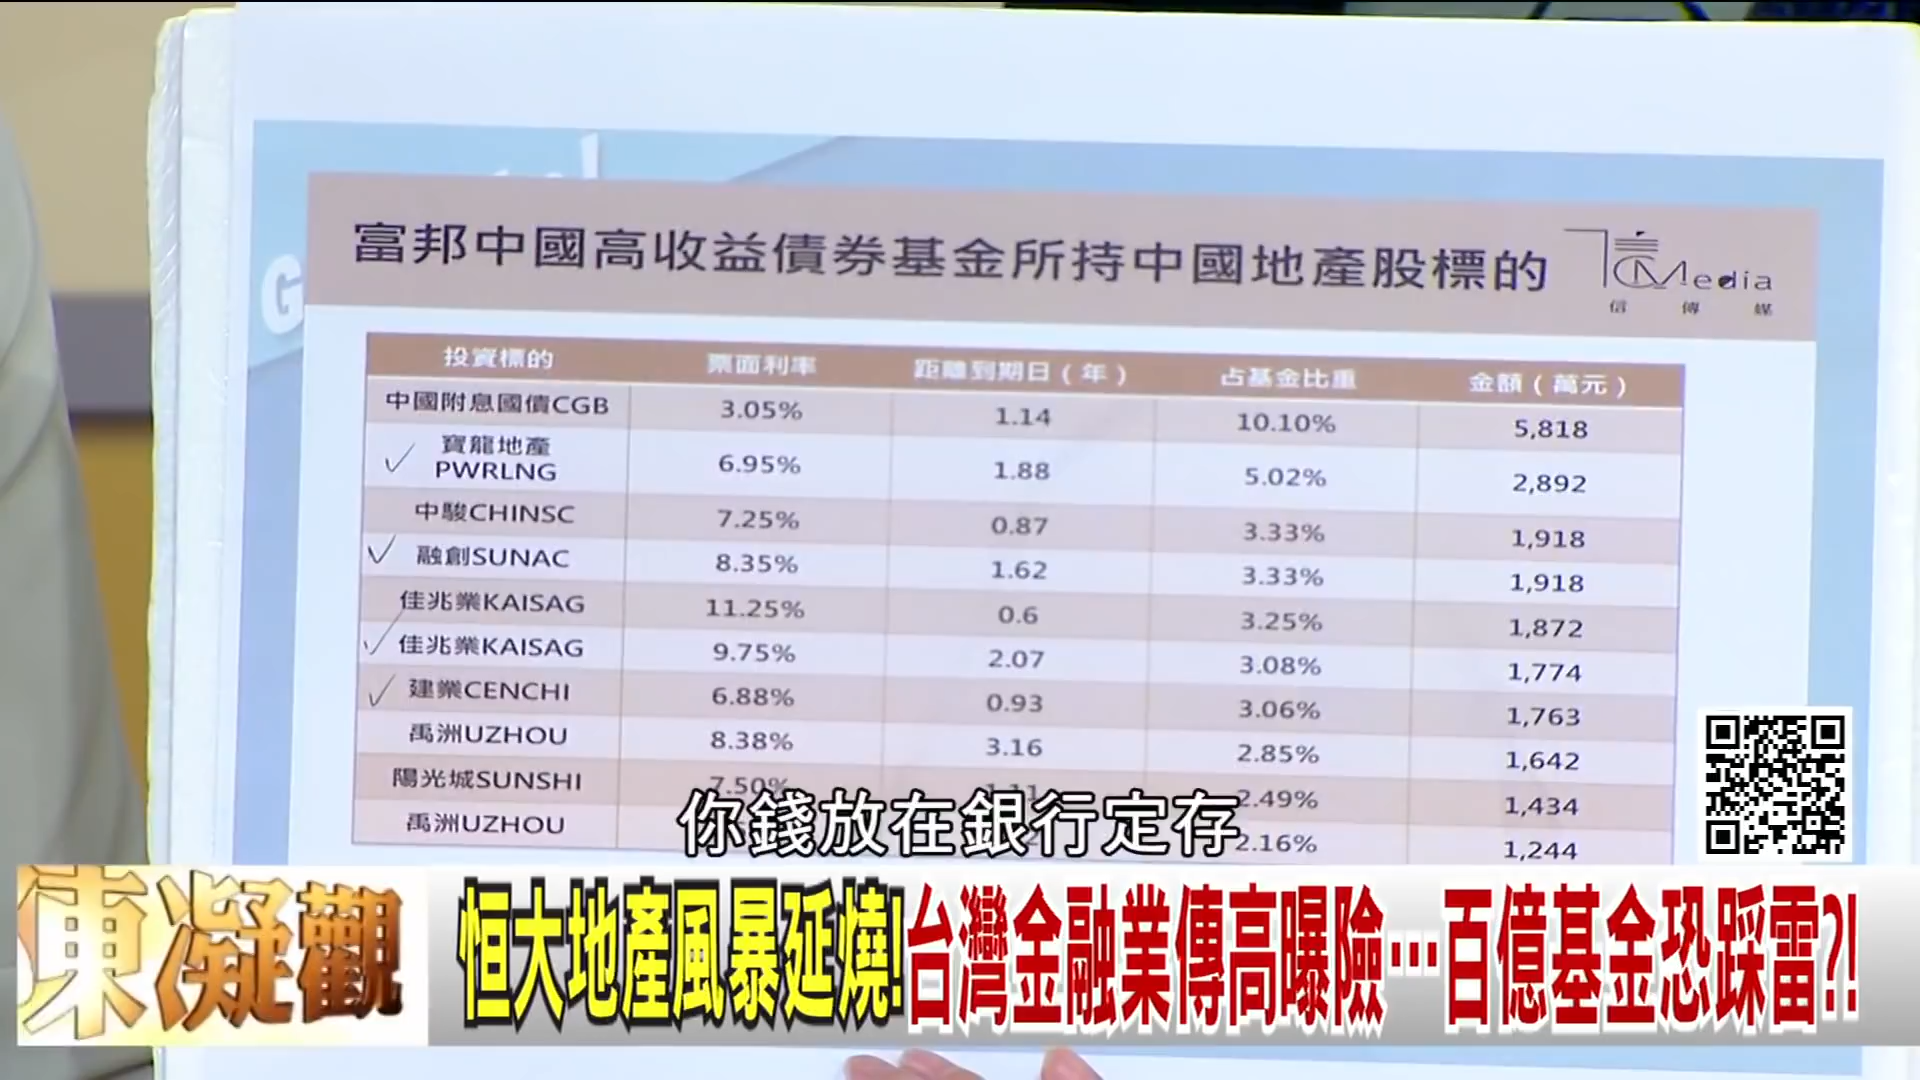 G
富邦中國高收益債券基金所持中國地產股標的
信 CMedia
信 傳 媒
投資標的 票面利率 距離到期日(年) 占基金比重 金額(萬元)
中國附息國債CGB 3.05% 1.14 10.10% 5,818
寶龍地產
PWRLNG 6.95% 1.88 5.02% 2,892
中駿CHINSC 7.25% 0.87 3.33% 1,918
融創SUNAC 8.35% 1.62 3.33% 1,918
佳兆業KAISAG 11.25% 0.6 3.25% 1,872
佳兆業KAISAG 9.75% 2.07 3.08% 1,774
建業CENCHI 6.88% 0.93 3.06% 1,763
禹洲UZHOU 8.38% 3.16 2.85% 1,642
陽光城SUNSHI 7.50% 1.11 2.49% 1,434
禹洲UZHOU 2.16% 1,244
你錢放在銀行定存
凝觀
恒大地產風暴延燒!台灣金融業傳高曝險…百億基金恐踩雷?!